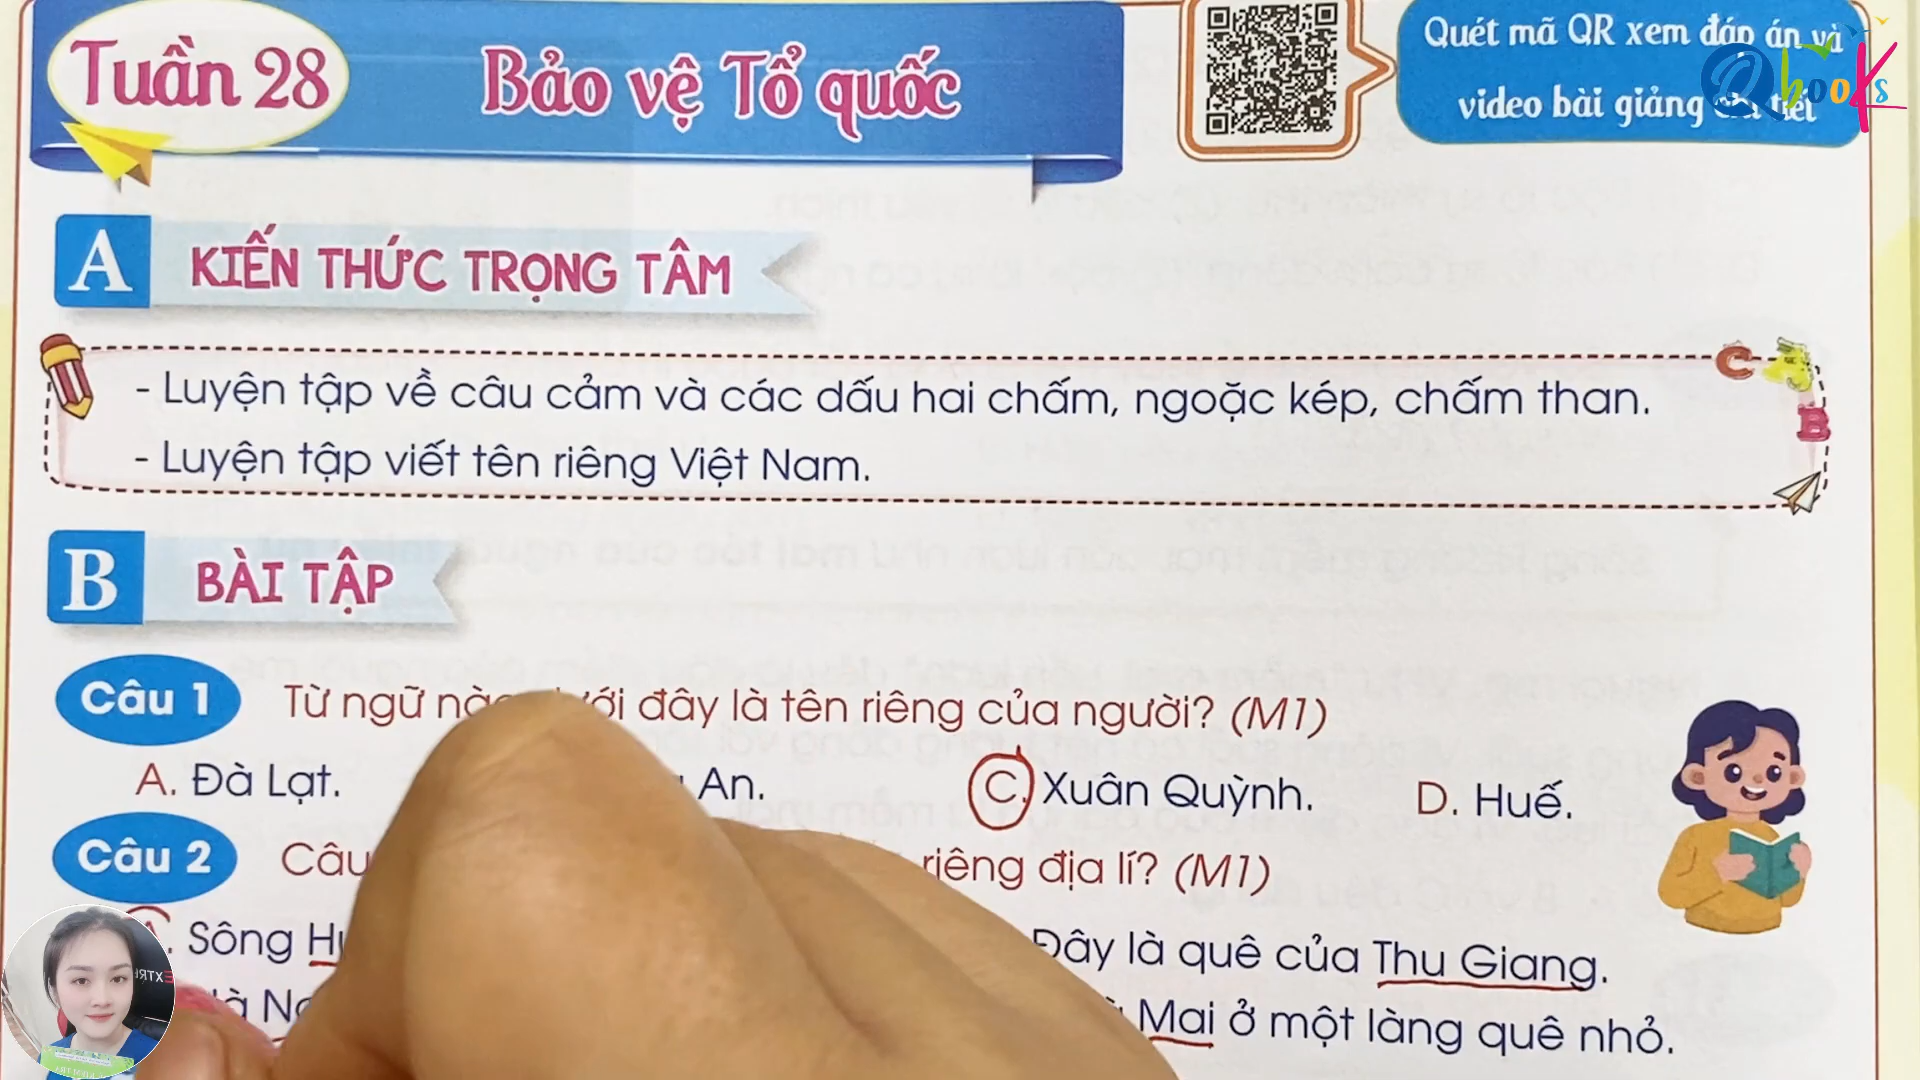 Tuần 28
Bảo vệ Tổ quốc
Quét mã QR xem đáp án và
video bài giảng chi tiết
Qbooks
A KIẾN THỨC TRỌNG TÂM
- Luyện tập về câu cảm và các dấu hai chấm, ngoặc kép, chấm than.
- Luyện tập viết tên riêng Việt Nam.
C A B
B BÀI TẬP
Câu 1 Từ ngữ nào dưới đây là tên riêng của người? (M1)
A. Đà Lạt. An. C. Xuân Quỳnh. D. Huế.
Câu 2 Câu riêng địa lí? (M1)
A. Sông Đây là quê của Thu Giang.
Mai ở một làng quê nhỏ.